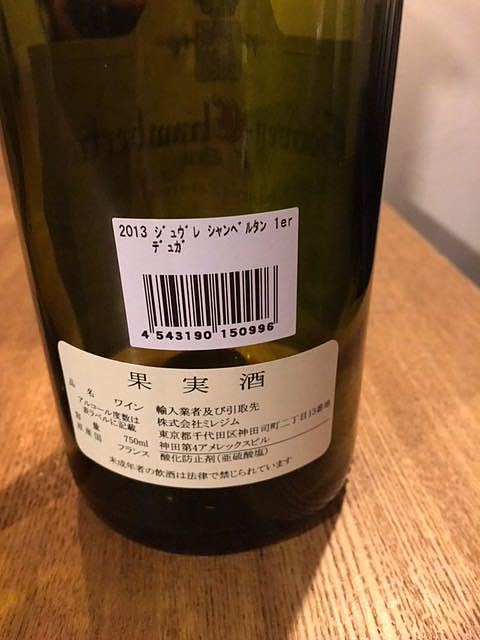 2013 ジュヴレ シャンベルタン 1er
デュガ
4 543190 150996
果実酒
品名 ワイン
アルコール度数は
表ラベルに記載
容量 750ml
原産国 フランス
輸入業者及び引取先
株式会社ミレジム
東京都千代田区神田司町二丁目13番地
神田第4アメレックスビル
酸化防止剤(亜硫酸塩)
未成年者の飲酒は法律で禁じられています